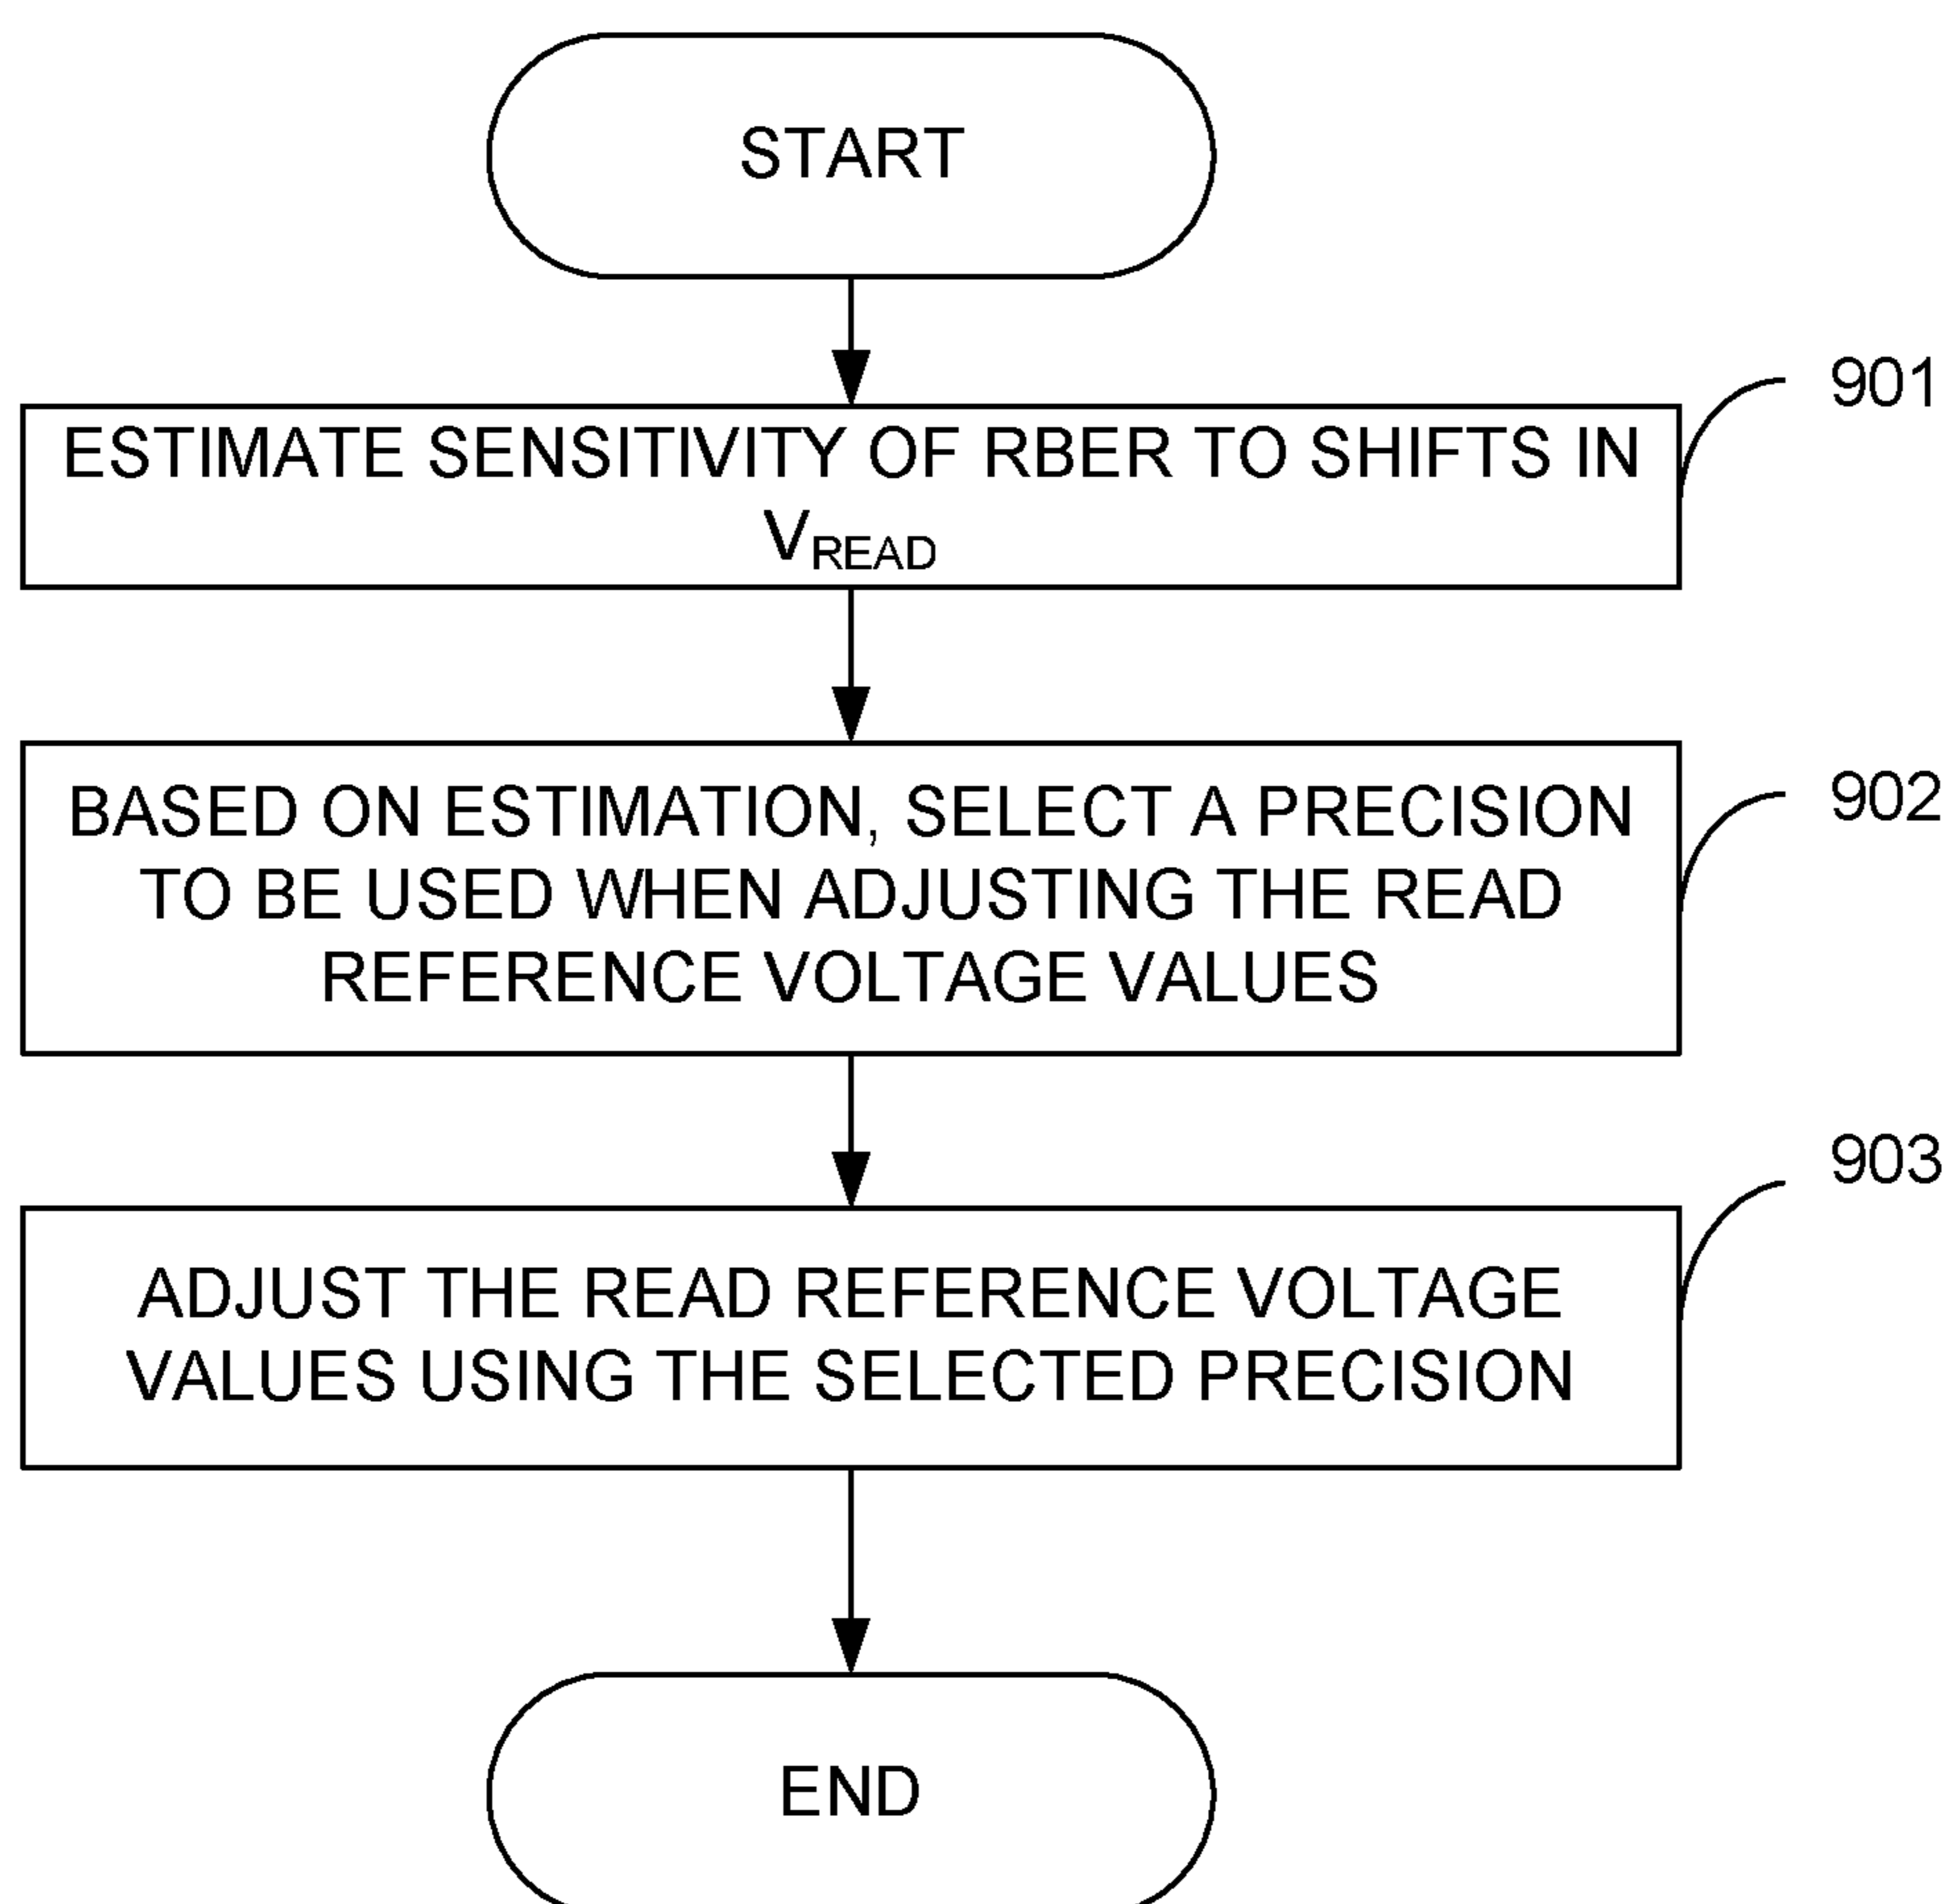 START
901
ESTIMATE SENSITIVITY OF RBER TO SHIFTS IN
VREAD
902
BASED ON ESTIMATION, SELECT A PRECISION
TO BE USED WHEN ADJUSTING THE READ
REFERENCE VOLTAGE VALUES
903
ADJUST THE READ REFERENCE VOLTAGE
VALUES USING THE SELECTED PRECISION
END